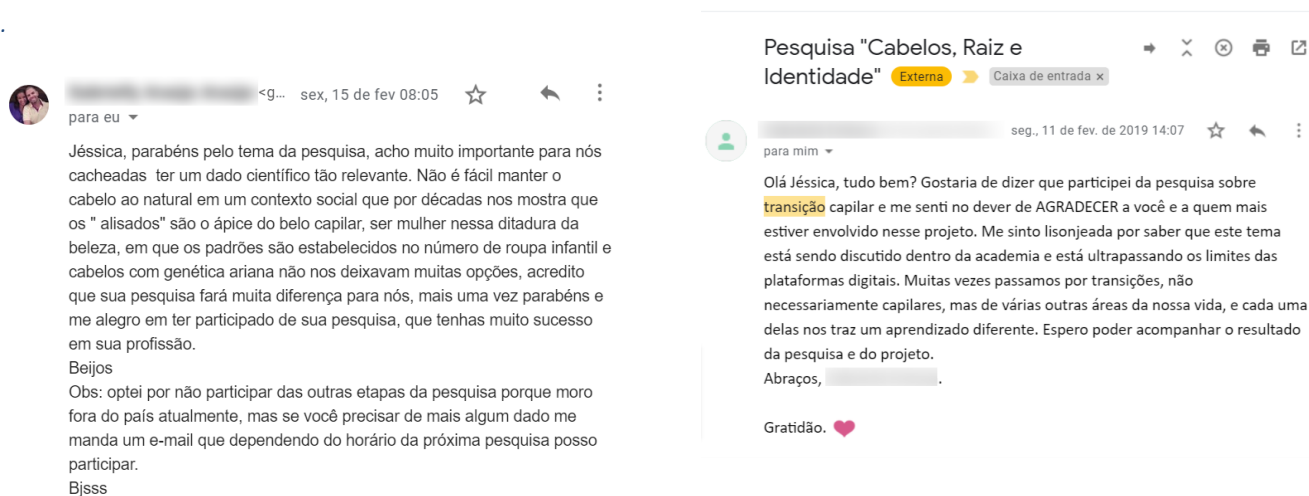 .
<g... sex, 15 de fev 08:05
para eu
Jéssica, parabéns pelo tema da pesquisa, acho muito importante para nós
cacheadas  ter um dado científico tão relevante. Não é fácil manter o
cabelo ao natural em um contexto social que por décadas nos mostra que
os " alisados" são o ápice do belo capilar, ser mulher nessa ditadura da
beleza, em que os padrões são estabelecidos no número de roupa infantil e
cabelos com genética ariana não nos deixavam muitas opções, acredito
que sua pesquisa fará muita diferença para nós, mais uma vez parabéns e
me alegro em ter participado de sua pesquisa, que tenhas muito sucesso
em sua profissão.
Beijos
Obs: optei por não participar das outras etapas da pesquisa porque moro
fora do país atualmente, mas se você precisar de mais algum dado me
manda um e-mail que dependendo do horário da próxima pesquisa posso
participar.
Bjsss
Pesquisa "Cabelos, Raiz e
Identidade" Externa Caixa de entrada x
seg., 11 de fev. de 2019 14:07
para mim
Olá Jéssica, tudo bem? Gostaria de dizer que participei da pesquisa sobre
transição capilar e me senti no dever de AGRADECER a você e a quem mais
estiver envolvido nesse projeto. Me sinto lisonjeada por saber que este tema
está sendo discutido dentro da academia e está ultrapassando os limites das
plataformas digitais. Muitas vezes passamos por transições, não
necessariamente capilares, mas de várias outras áreas da nossa vida, e cada uma
delas nos traz um aprendizado diferente. Espero poder acompanhar o resultado
da pesquisa e do projeto.
Abraços, .
Gratidão.